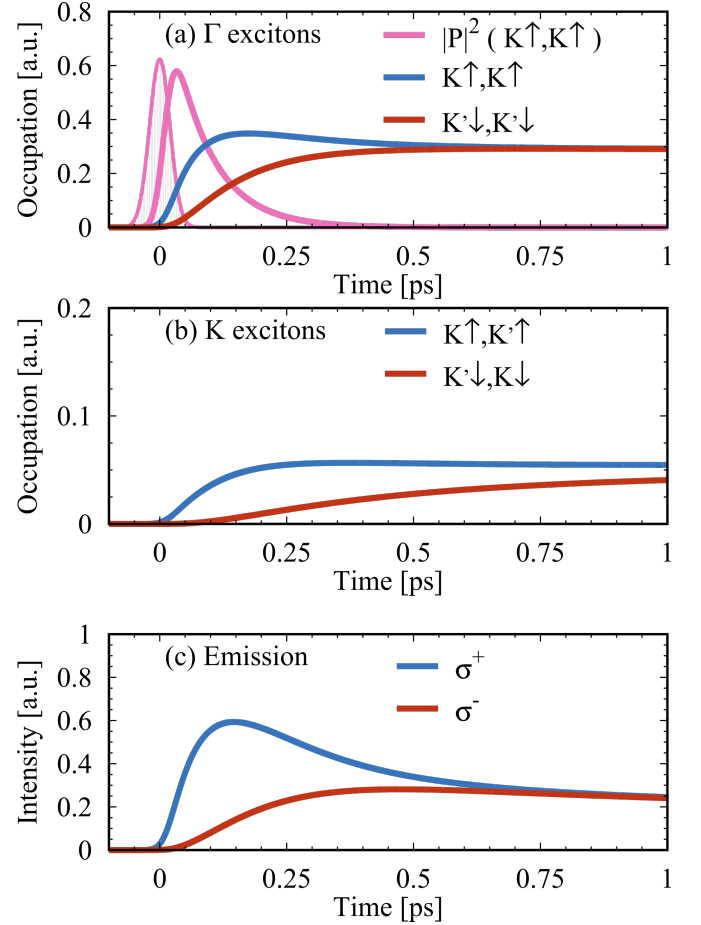 (a) Γ excitons
|P|² ( K↑,K↑ )
K↑,K↑
K'↓,K'↓
Occupation [a.u.]
0.8
0.6
0.4
0.2
0
0 0.25 0.5 0.75 1
Time [ps]
(b) K excitons
K↑,K'↑
K'↓,K↓
Occupation [a.u.]
0.2
0.1
0
0 0.25 0.5 0.75 1
Time [ps]
(c) Emission
σ⁺
σ⁻
Intensity [a.u.]
1
0.8
0.6
0.4
0.2
0
0 0.25 0.5 0.75 1
Time [ps]